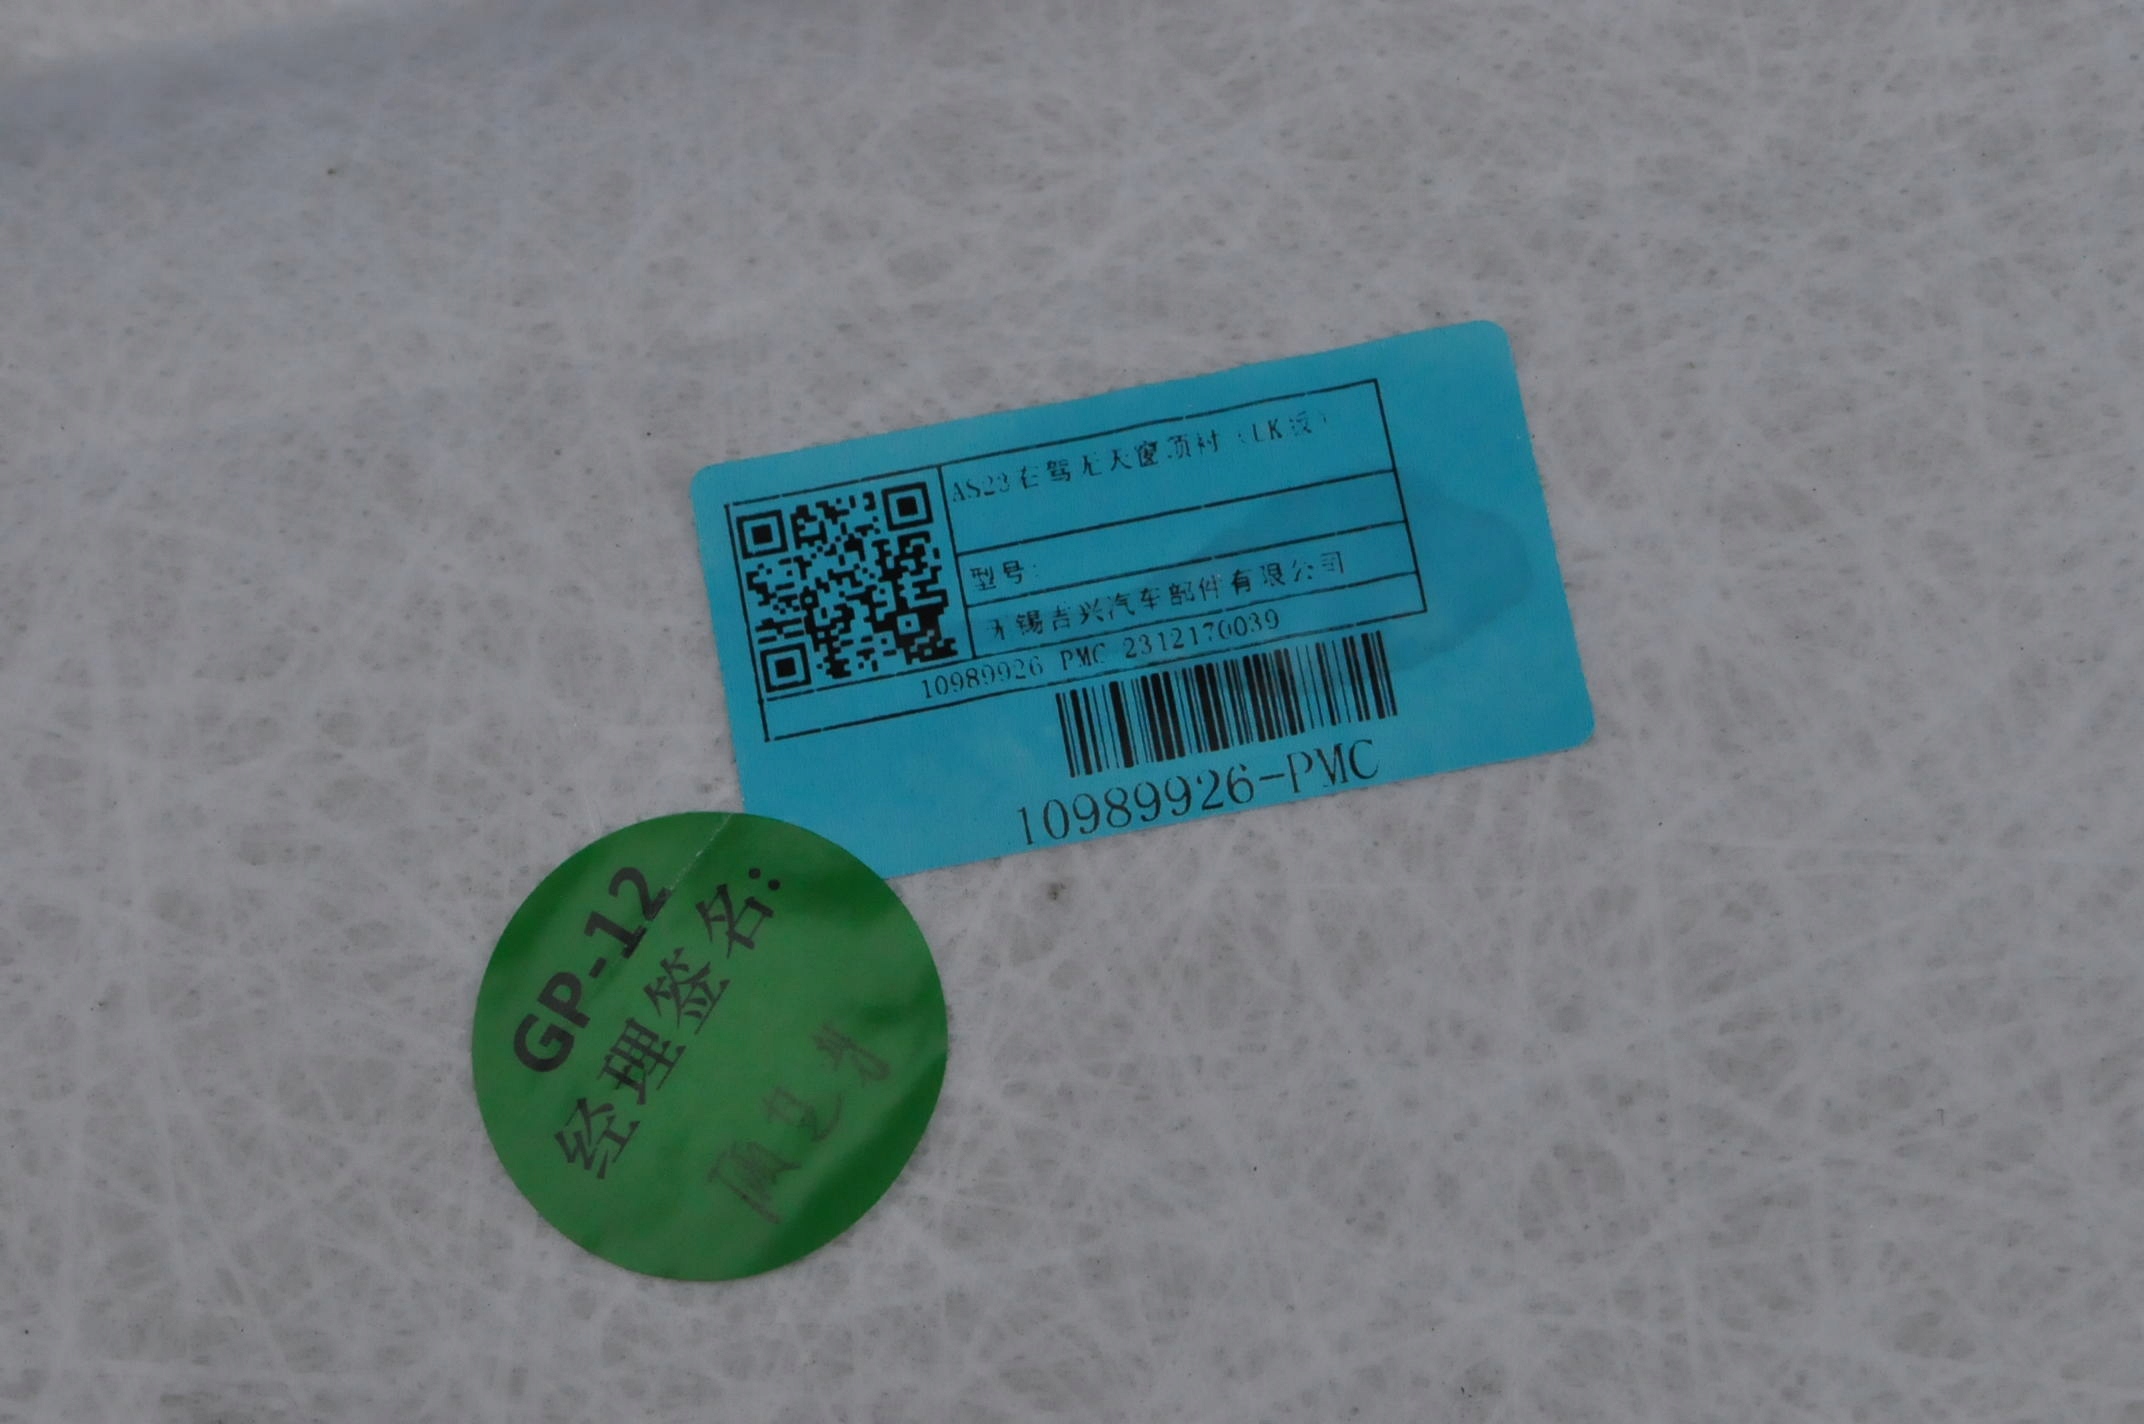 AS23右驾无天窗顶衬（LK版）
型号:
无锡吉兴汽车部件有限公司
10989926 PMC 2312170039
10989926-PMC
GP-12
经理签名: